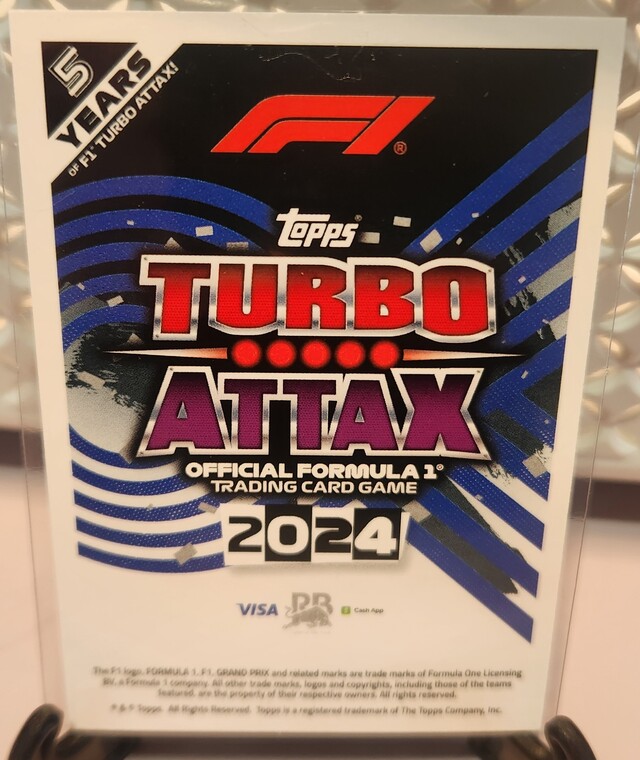 5
YEARS
OF F1® TURBO ATTAX!
F1®
Topps®
TURBO
ATTAX
OFFICIAL FORMULA 1®
TRADING CARD GAME
2024
VISA RB Cash App
The F1 logo, FORMULA 1, F1, GRAND PRIX and related marks are trade marks of Formula One Licensing
BV, a Formula 1 company. All other trade marks, logos and copyrights, including those of the teams
featured, are the property of their respective owners. All rights reserved.
® & © Topps. All Rights Reserved. Topps is a registered trademark of The Topps Company, Inc.